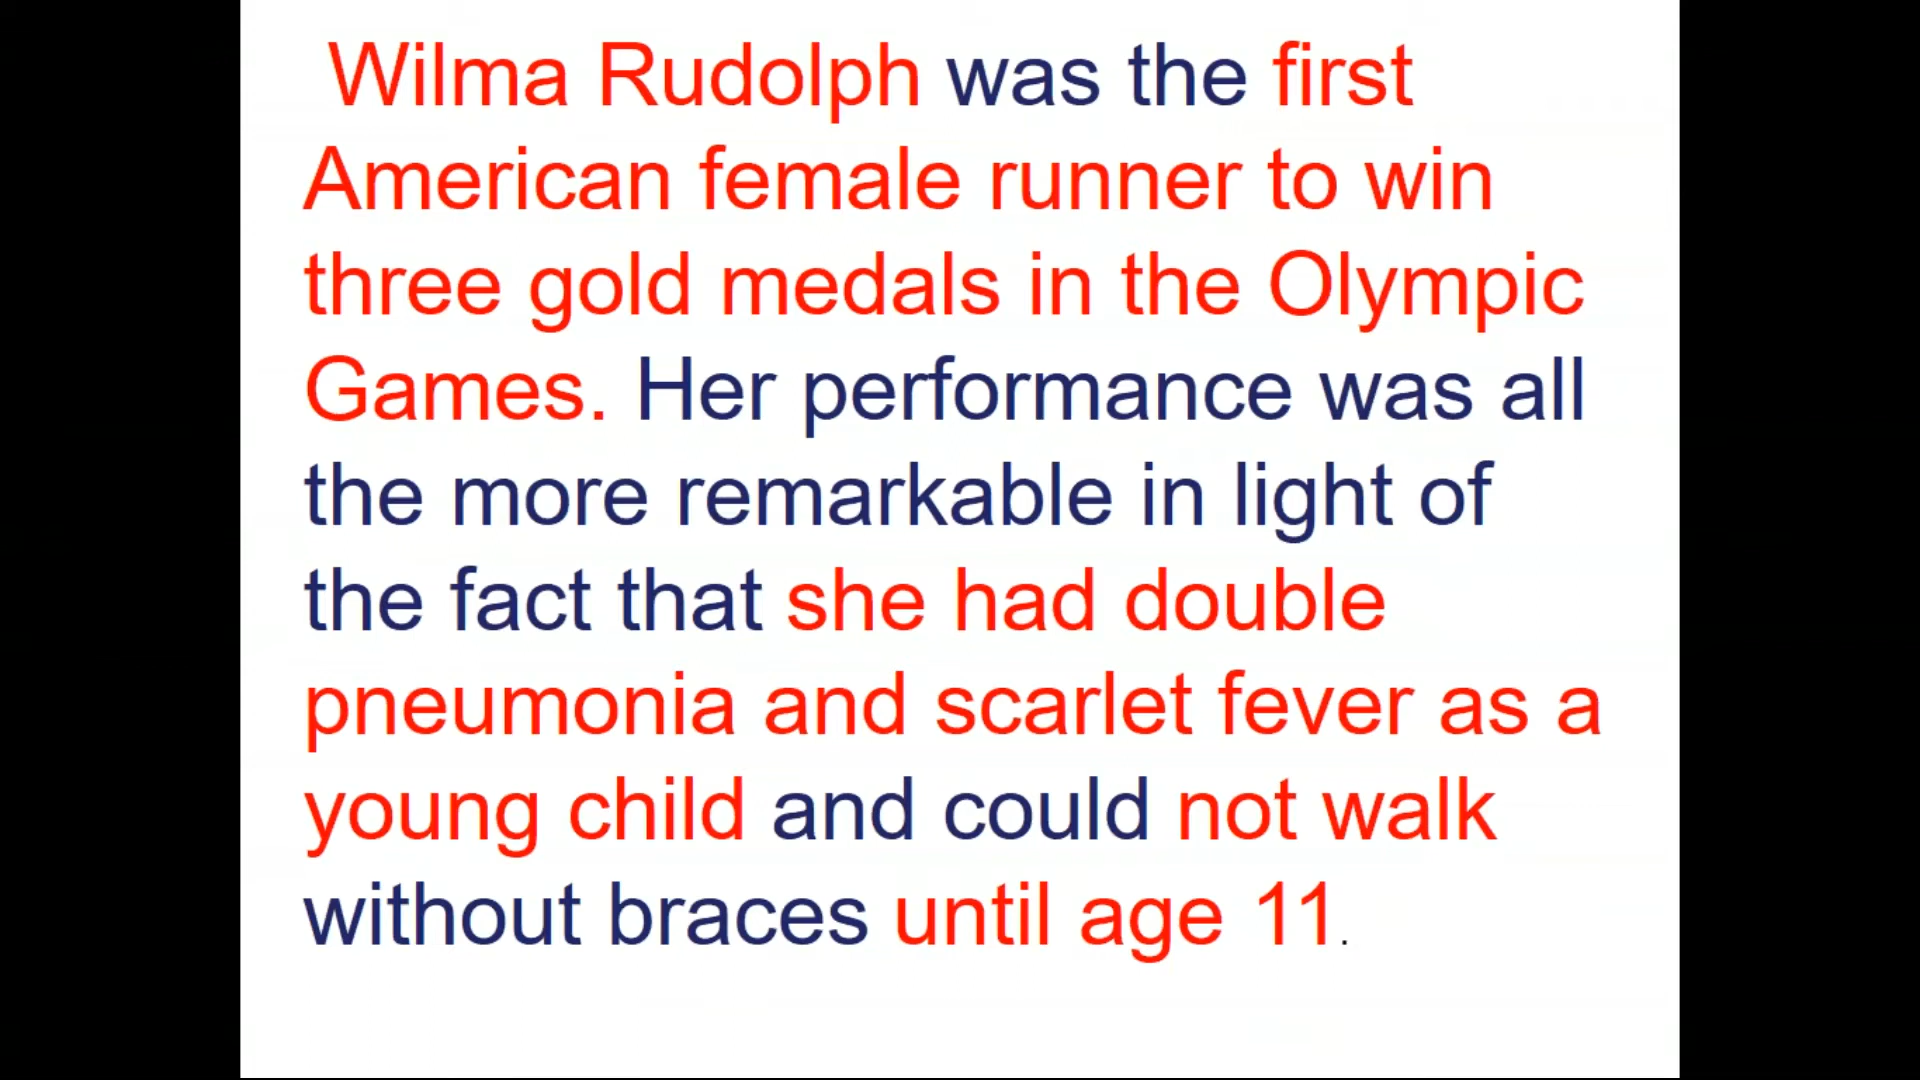 Wilma Rudolph was the first
American female runner to win
three gold medals in the Olympic
Games. Her performance was all
the more remarkable in light of
the fact that she had double
pneumonia and scarlet fever as a
young child and could not walk
without braces until age 11.